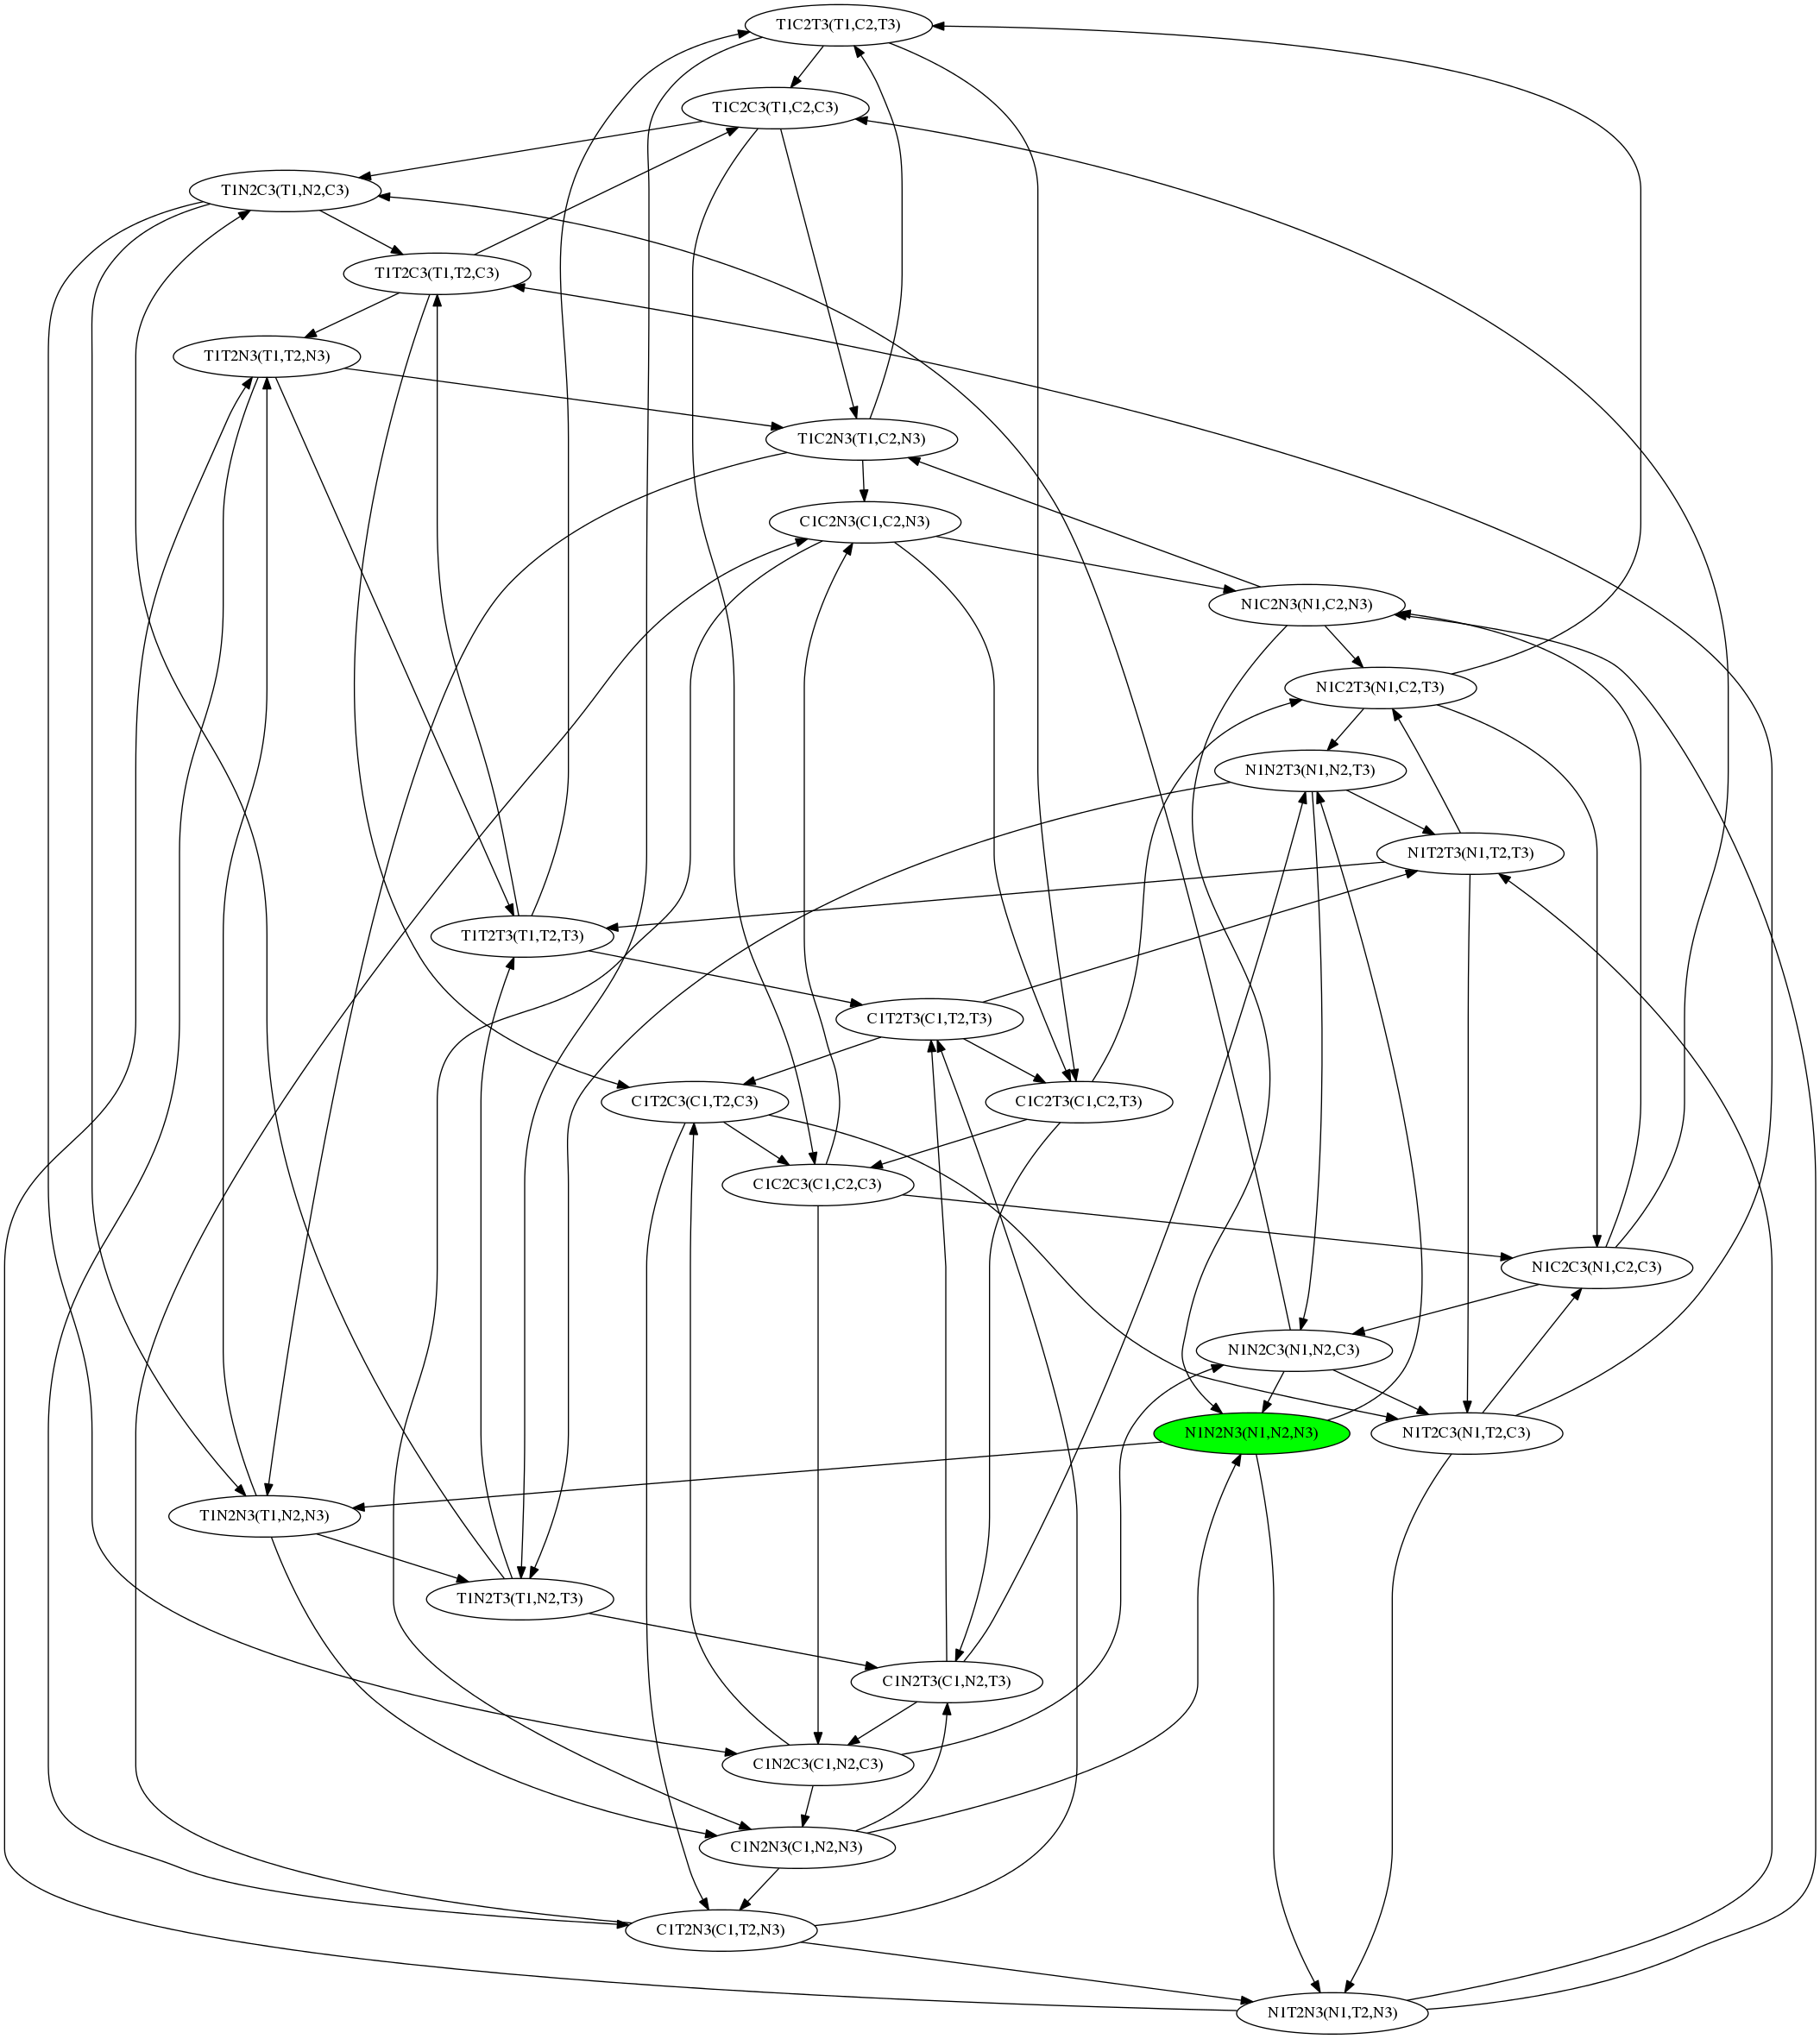 T1C2T3(T1,C2,T3)
T1C2C3(T1,C2,C3)
T1N2C3(T1,N2,C3)
T1T2C3(T1,T2,C3)
T1T2N3(T1,T2,N3)
T1C2N3(T1,C2,N3)
C1C2N3(C1,C2,N3)
N1C2N3(N1,C2,N3)
N1C2T3(N1,C2,T3)
N1N2T3(N1,N2,T3)
N1T2T3(N1,T2,T3)
T1T2T3(T1,T2,T3)
C1T2T3(C1,T2,T3)
C1T2C3(C1,T2,C3)
C1C2T3(C1,C2,T3)
C1C2C3(C1,C2,C3)
N1C2C3(N1,C2,C3)
N1N2C3(N1,N2,C3)
N1N2N3(N1,N2,N3)
N1T2C3(N1,T2,C3)
T1N2N3(T1,N2,N3)
T1N2T3(T1,N2,T3)
C1N2T3(C1,N2,T3)
C1N2C3(C1,N2,C3)
C1N2N3(C1,N2,N3)
C1T2N3(C1,T2,N3)
N1T2N3(N1,T2,N3)